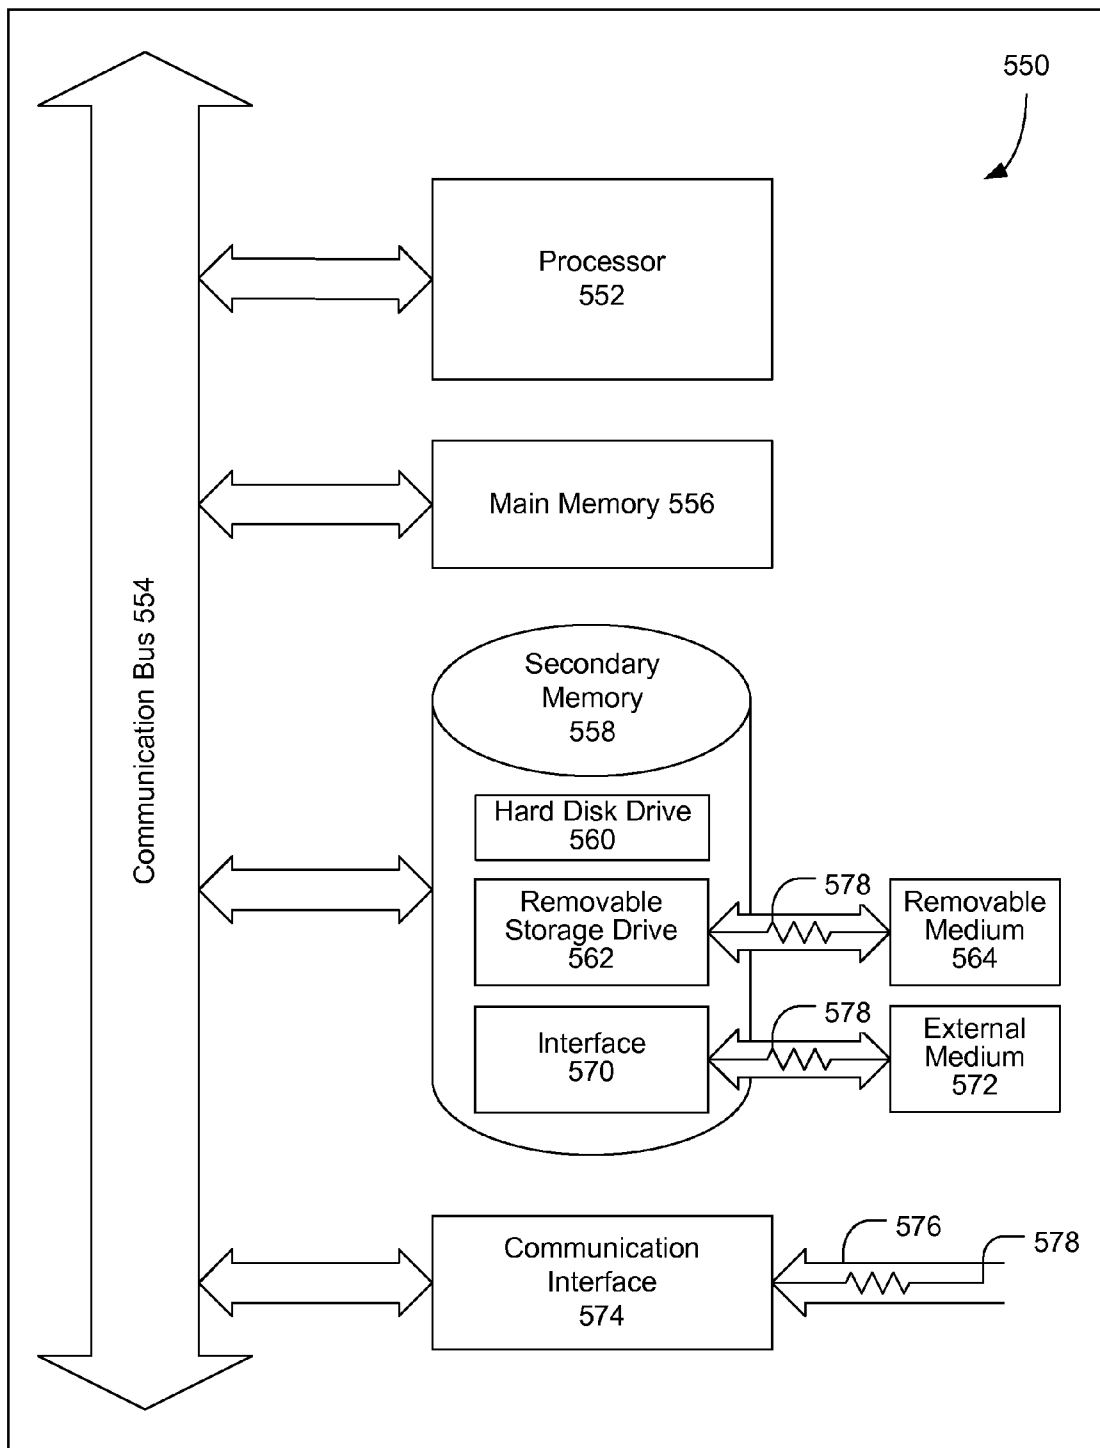 550
Processor
552
Main Memory 556
Communication Bus 554
Secondary
Memory
558
Hard Disk Drive
560
Removable
Storage Drive
562
578
Removable
Medium
564
Interface
570
578
External
Medium
572
Communication
Interface
574
576
578